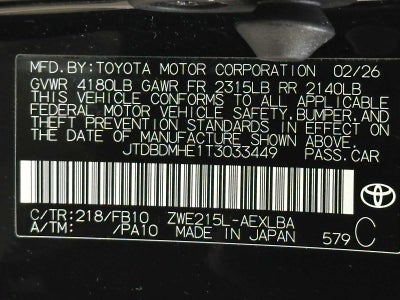 MFD.BY:TOYOTA MOTOR CORPORATION 02/26
GVWR 4180LB GAWR FR 2315LB RR 2140LB
THIS VEHICLE CONFORMS TO ALL APPLICABLE
FEDERAL MOTOR VEHICLE SAFETY,BUMPER,AND
THEFT PREVENTION STANDARDS IN EFFECT ON THE
DATE OF MANUFACTURE SHOWN ABOVE.
JTDBDMHE1T3033449 PASS.CAR
C/TR:218/FB10 ZWE215L-AEXLBA
A/TM: /PA10 MADE IN JAPAN 579 C
TOYOTA